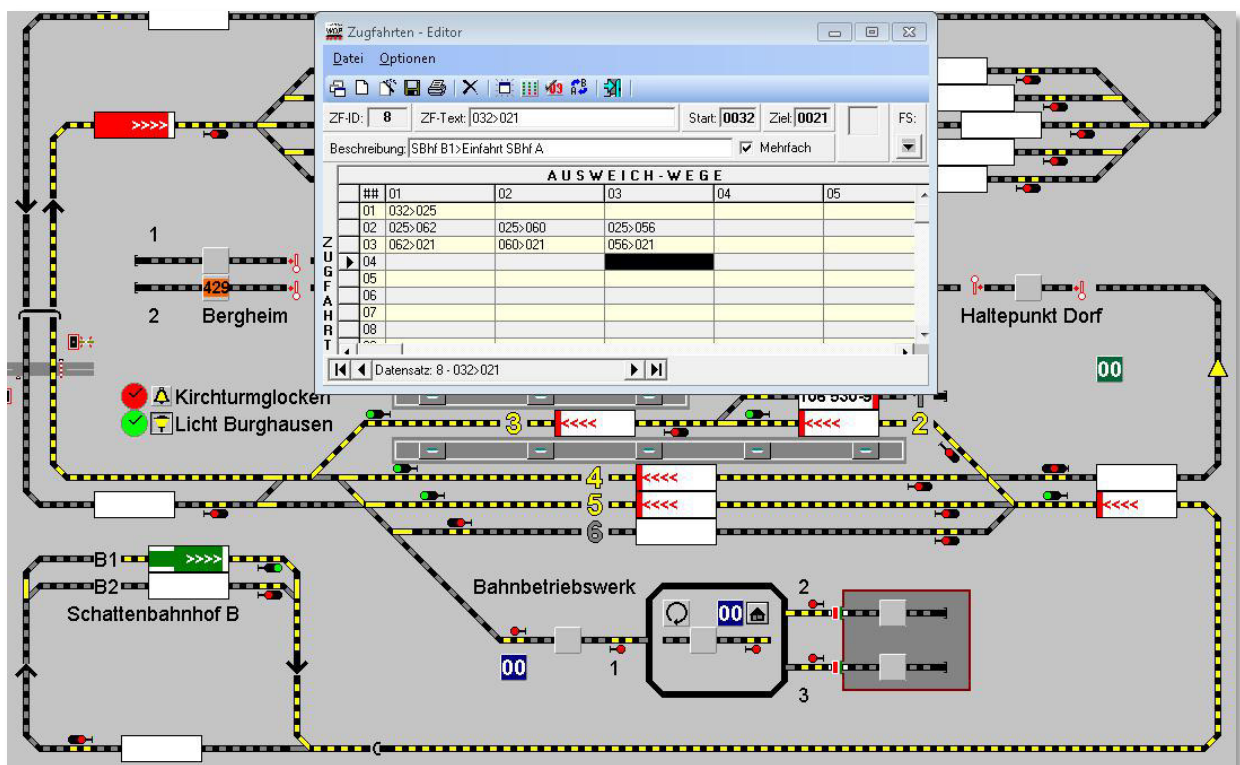 WDP Zugfahrten - Editor
Datei Optionen
ZF-ID: 8 ZF-Text: 032>021 Start: 0032 Ziel: 0021 FS:
Beschreibung: SBhf B1>Einfahrt SBhf A Mehrfach
AUSWEICH-WEGE
## 01 02 03 04 05
01 032>025
02 025>062 025>060 025>056
03 062>021 060>021 056>021
04
05
06
07
08
ZUGFAHRT
Datensatz: 8 - 032>021
>>>>
1
429
2 Bergheim
Haltepunkt Dorf
00
Kirchturmglocken
Licht Burghausen
3 <<<< <<<< 2
4 <<<<
5 <<<< <<<<
6
B1 >>>>
B2
Schattenbahnhof B
Bahnbetriebswerk
00 2
00 1
3